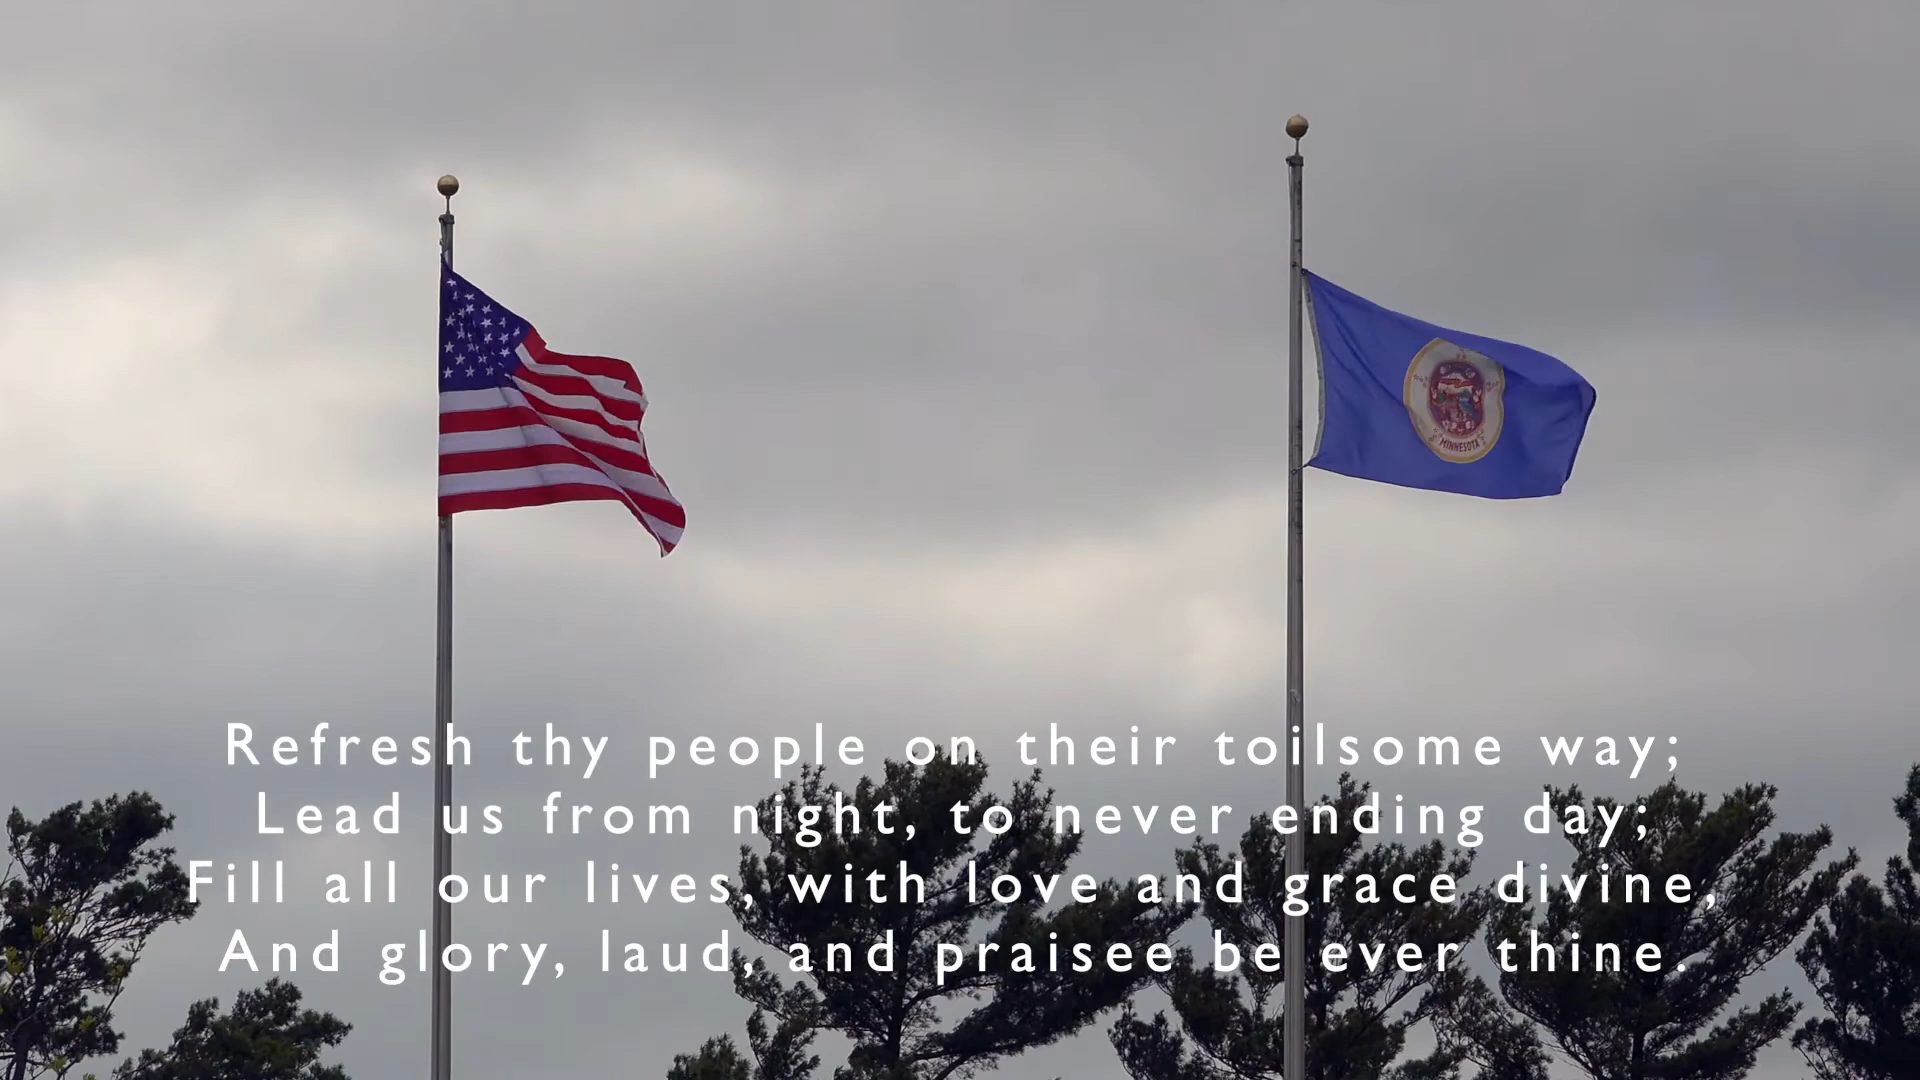 MINNESOTA
Refresh thy people on their toilsome way;
Lead us from night, to never ending day;
Fill all our lives, with love and grace divine,
And glory, laud, and praisee be ever thine.